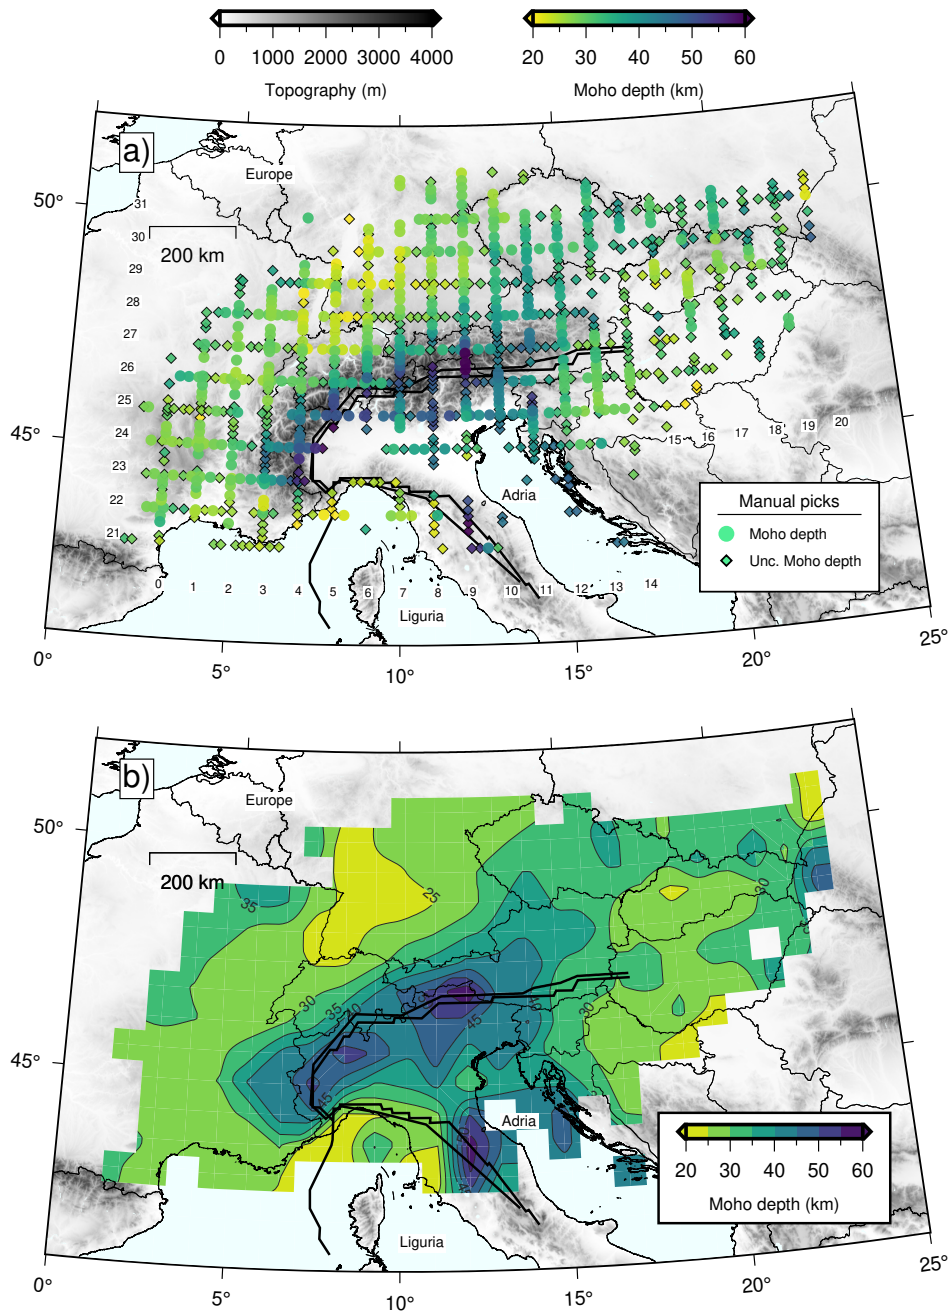 0 1000 2000 3000 4000
Topography (m)
20 30 40 50 60
Moho depth (km)
a)
Europe
50°
31
30
200 km
29
28
27
26
25
45°
24
23
22
21
15 16 17 18 19 20
Adria
Manual picks
Moho depth
Unc. Moho depth
0 1 2 3 4 5 6 7 8 9 10 11 12 13 14
Liguria
0° 5° 10° 15° 20° 25°
b)
Europe
50°
200 km
35
25
30
30
35
30
40
45
45
45°
Adria
20 30 40 50 60
Moho depth (km)
Liguria
0° 5° 10° 15° 20° 25°